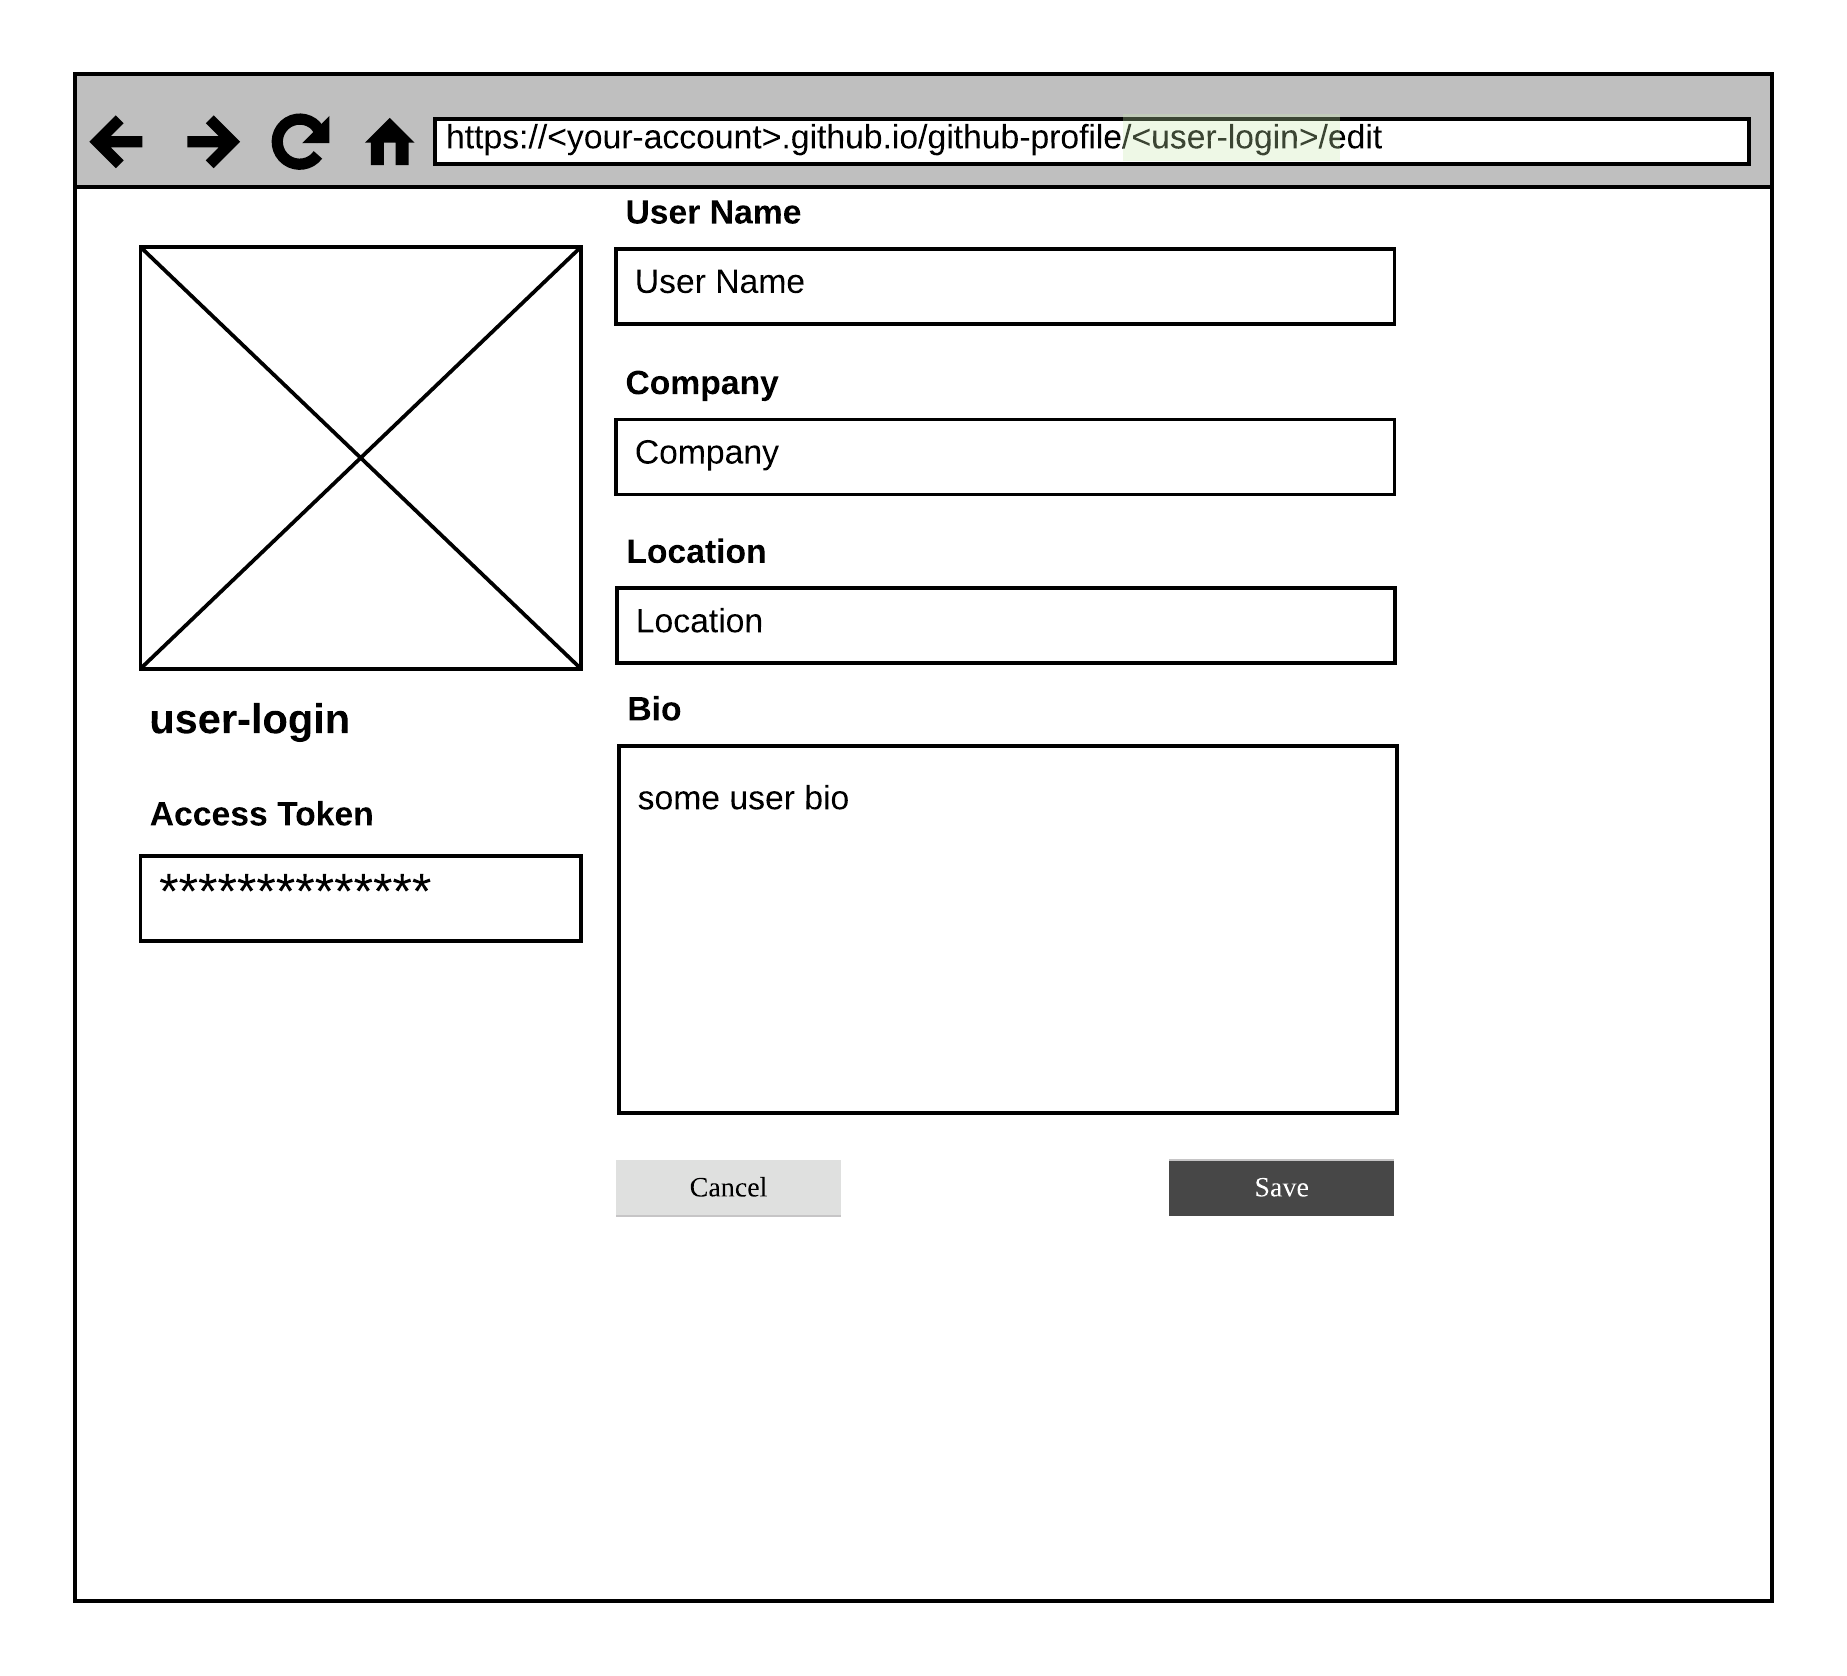 https://<your-account>.github.io/github-profile/<user-login>/edit
user-login
Access Token
**************
User Name
User Name
Company
Company
Location
Location
Bio
some user bio
Cancel
Save